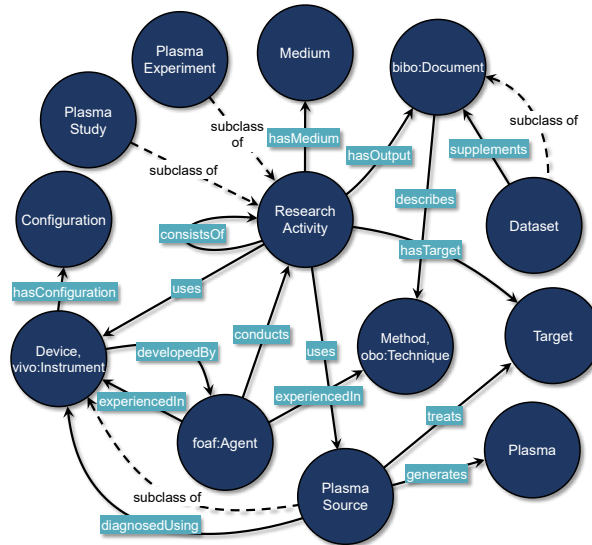 Medium
Plasma
Experiment
bibo:Document
Plasma
Study
subclass
of
subclass of
hasMedium
hasOutput
supplements
subclass of
subclass of
describes
Configuration
Research
Activity
Dataset
consistsOf
hasTarget
hasConfiguration
uses
Device,
vivo:Instrument
developedBy
conducts
uses
Method,
obo:Technique
Target
experiencedIn
experiencedIn
treats
foaf:Agent
Plasma
generates
subclass of
Plasma
Source
diagnosedUsing